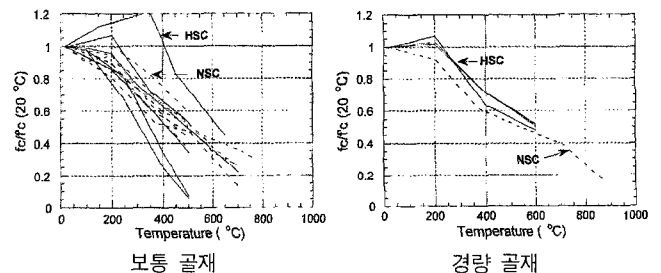 fc/f'c (20 °C)
1.2
1
0.8
0.6
0.4
0.2
0
0 200 400 600 800 1000
HSC
NSC
Temperature ( °C)
보통 골재
fc/f'c (20 °C)
1.2
1
0.8
0.6
0.4
0.2
0
0 200 400 600 800 1000
HSC
NSC
Temperature ( °C)
경량 골재